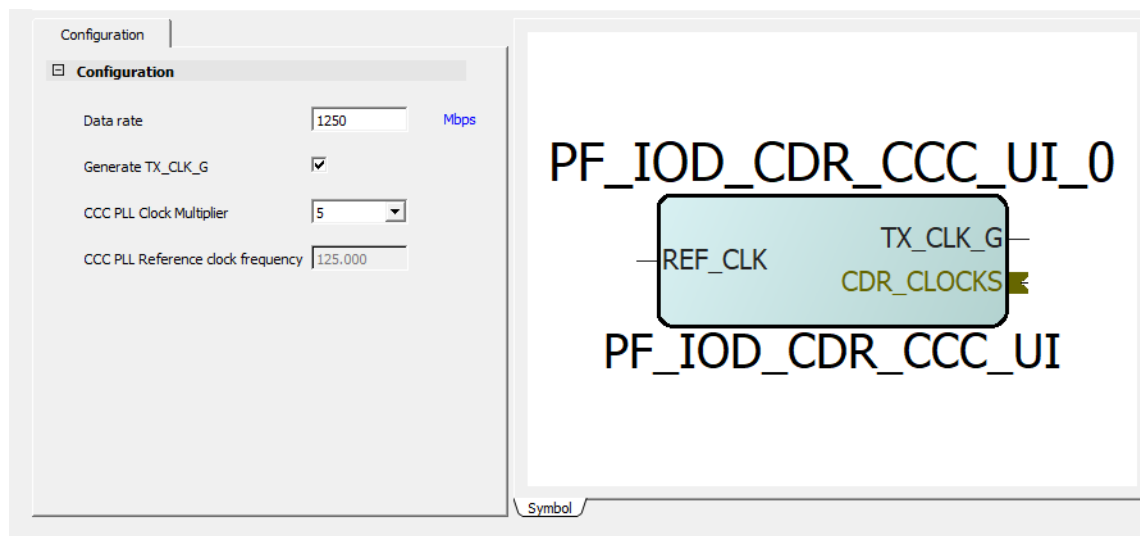 Configuration
Configuration
Data rate 1250 Mbps
Generate TX_CLK_G
CCC PLL Clock Multiplier 5
CCC PLL Reference clock frequency 125.000
PF_IOD_CDR_CCC_UI_0
TX_CLK_G
REF_CLK
CDR_CLOCKS
PF_IOD_CDR_CCC_UI
Symbol